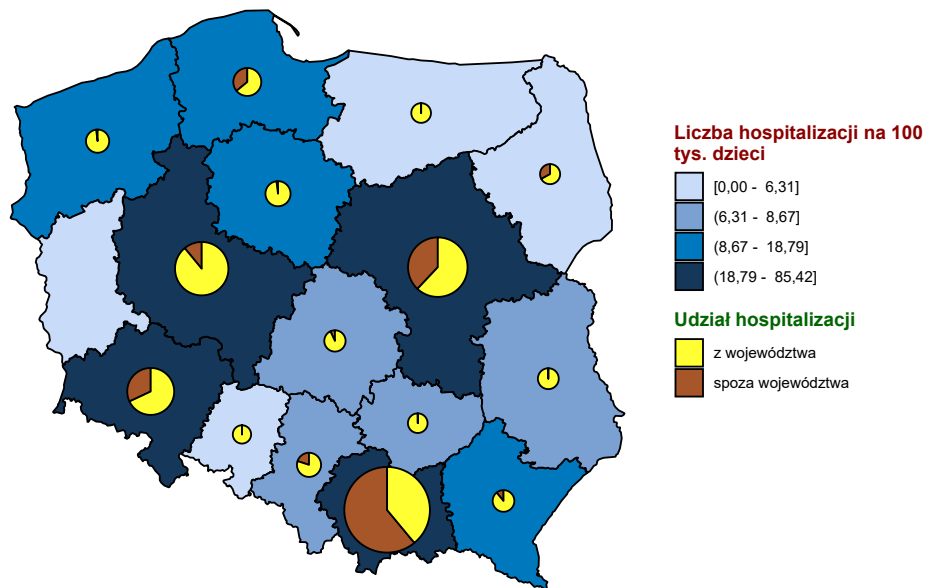 Liczba hospitalizacji na 100
tys. dzieci
[0,00 - 6,31]
(6,31 - 8,67]
(8,67 - 18,79]
(18,79 - 85,42]
Udział hospitalizacji
z województwa
spoza województwa